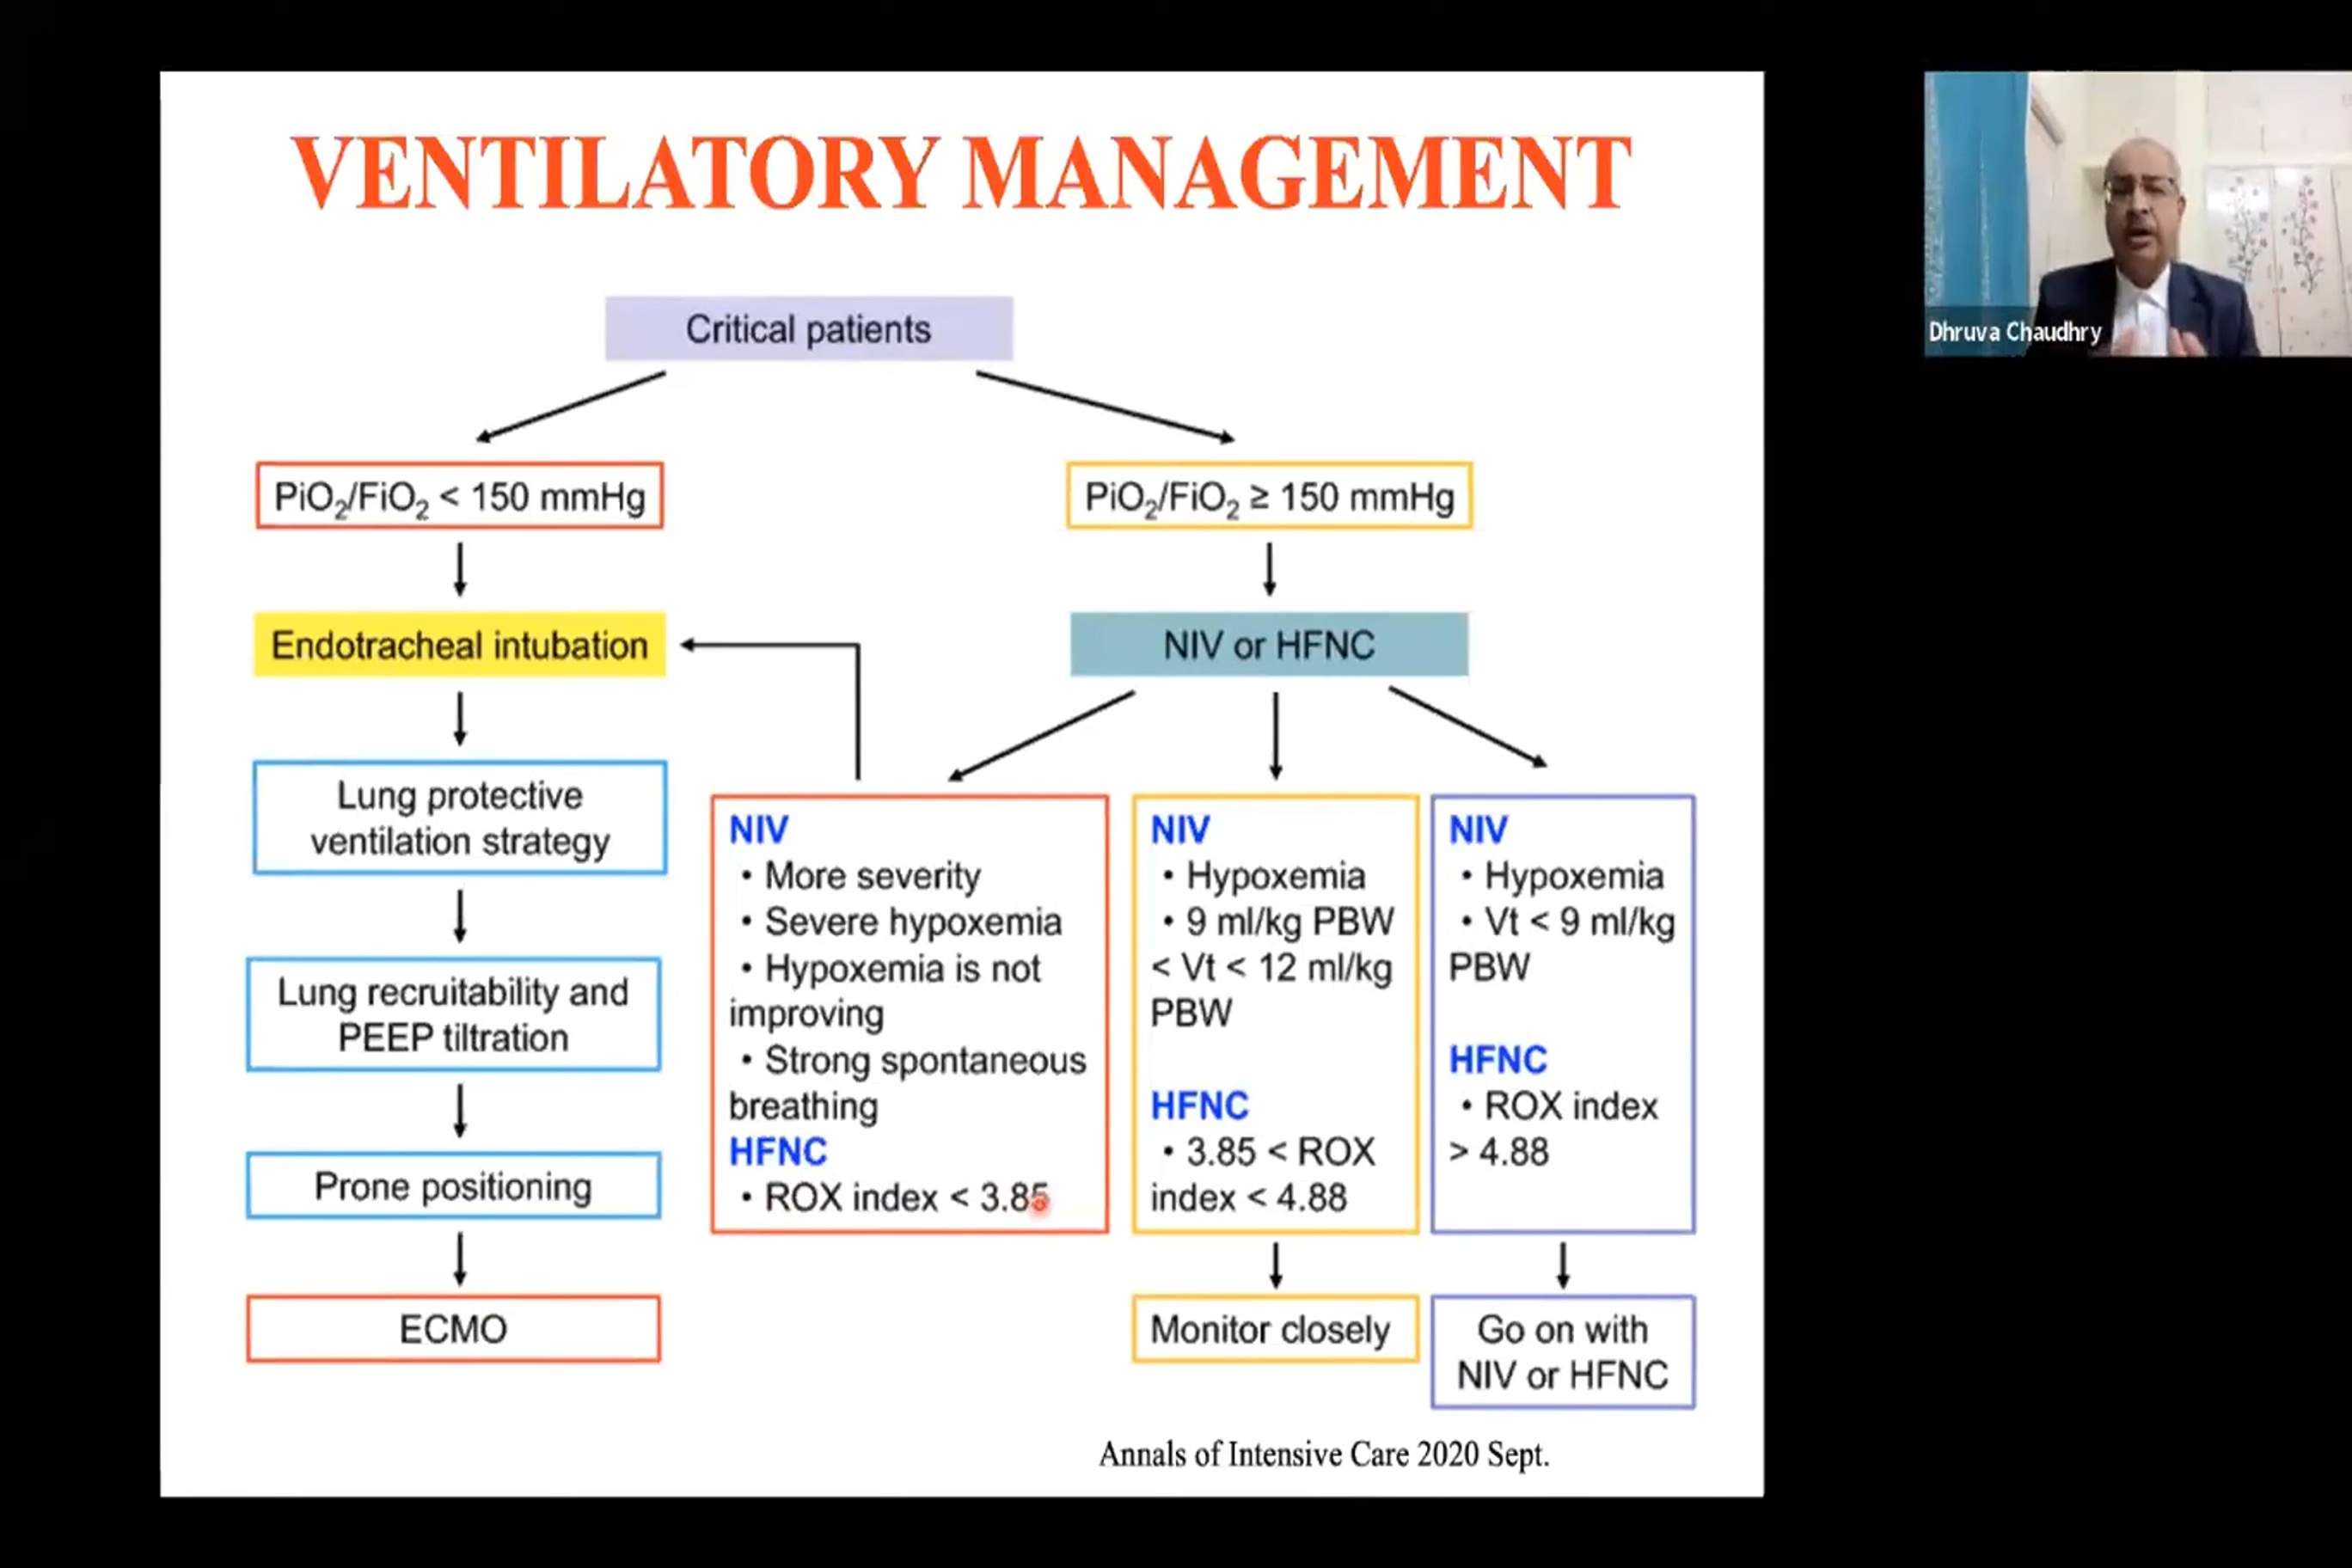 VENTILATORY MANAGEMENT
Dhruva Chaudhry
Critical patients
PiO2/FiO2 < 150 mmHg
PiO2/FiO2 ≥ 150 mmHg
Endotracheal intubation
NIV or HFNC
Lung protective
ventilation strategy
Lung recruitability and
PEEP tiltration
Prone positioning
ECMO
NIV
• More severity
• Severe hypoxemia
• Hypoxemia is not
improving
• Strong spontaneous
breathing
HFNC
• ROX index < 3.85
NIV
• Hypoxemia
• 9 ml/kg PBW
< Vt < 12 ml/kg
PBW
HFNC
• 3.85 < ROX
index < 4.88
Monitor closely
NIV
• Hypoxemia
• Vt < 9 ml/kg
PBW
HFNC
• ROX index
> 4.88
Go on with
NIV or HFNC
Annals of Intensive Care 2020 Sept.